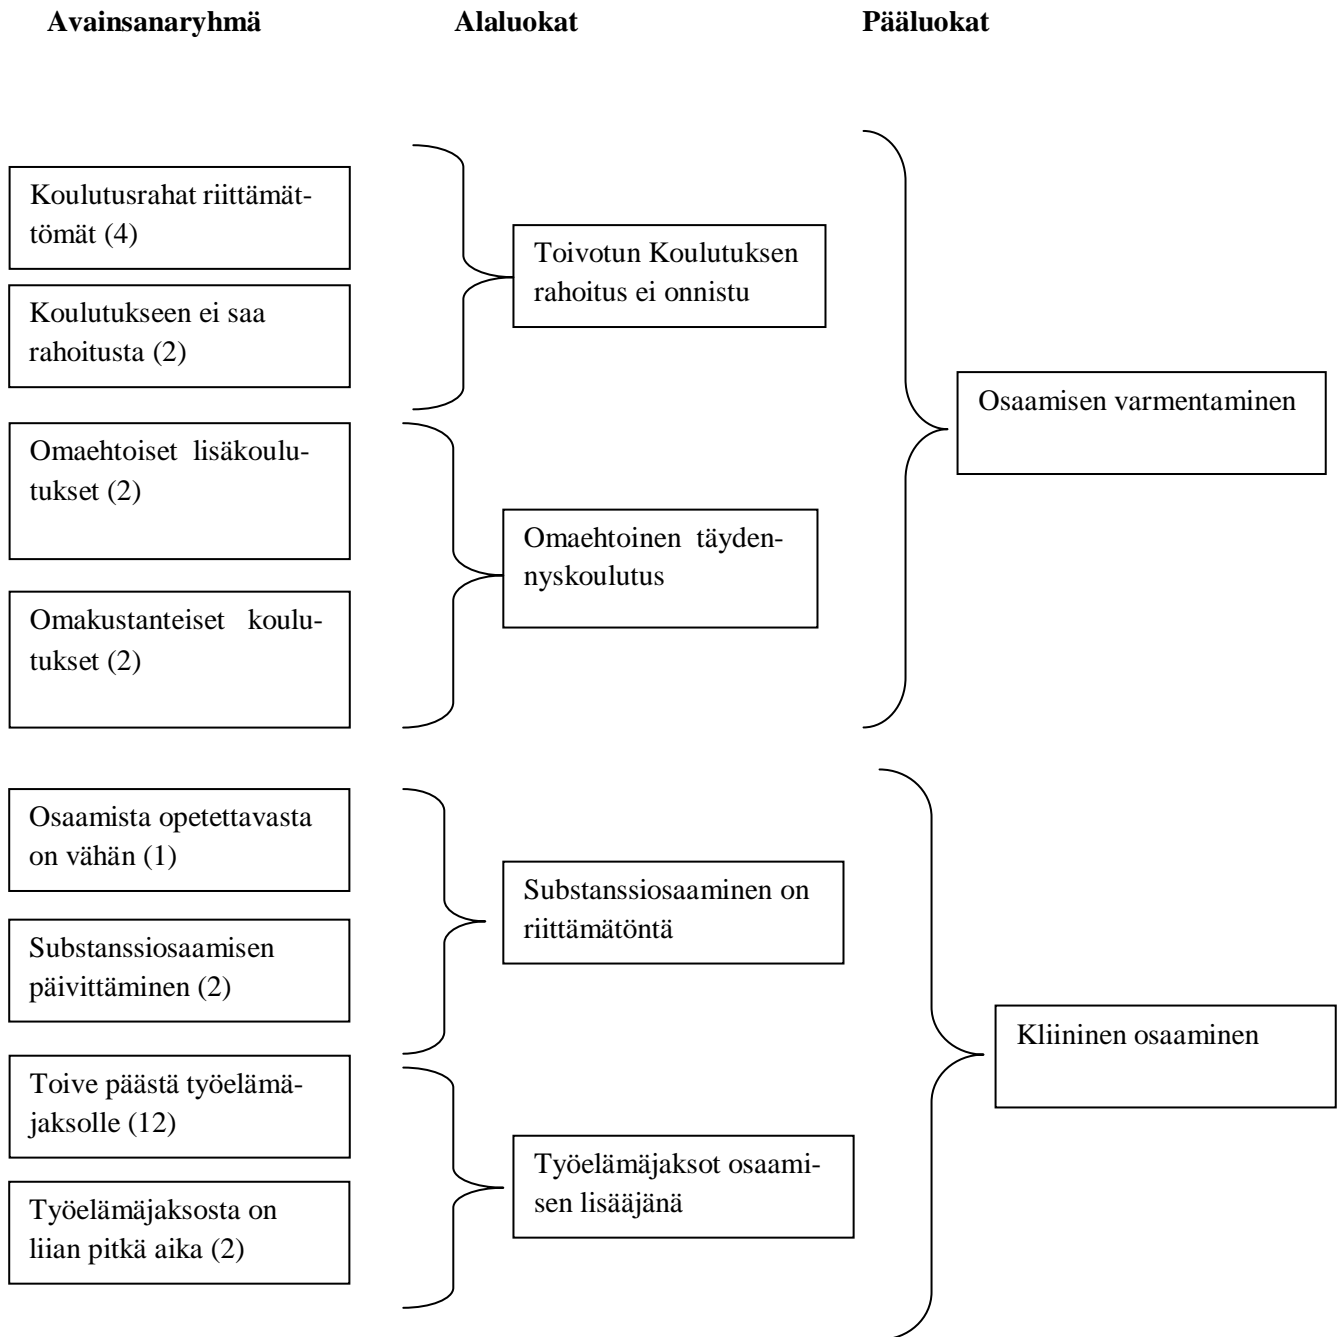 Avainsanaryhmä Alaluokat Pääluokat
Koulutusrahat riittämät-
tömät (4)
Koulutukseen ei saa
rahoitusta (2)
Toivotun Koulutuksen
rahoitus ei onnistu
Omaehtoiset lisäkoulu-
tukset (2)
Omakustanteiset koulu-
tukset (2)
Omaehtoinen täyden-
nyskoulutus
Osaamisen varmentaminen
Osaamista opetettavasta
on vähän (1)
Substanssiosaamisen
päivittäminen (2)
Substanssiosaaminen on
riittämätöntä
Toive päästä työelämä-
jaksolle (12)
Työelämäjaksosta on
liian pitkä aika (2)
Työelämäjaksot osaami-
sen lisääjänä
Kliininen osaaminen